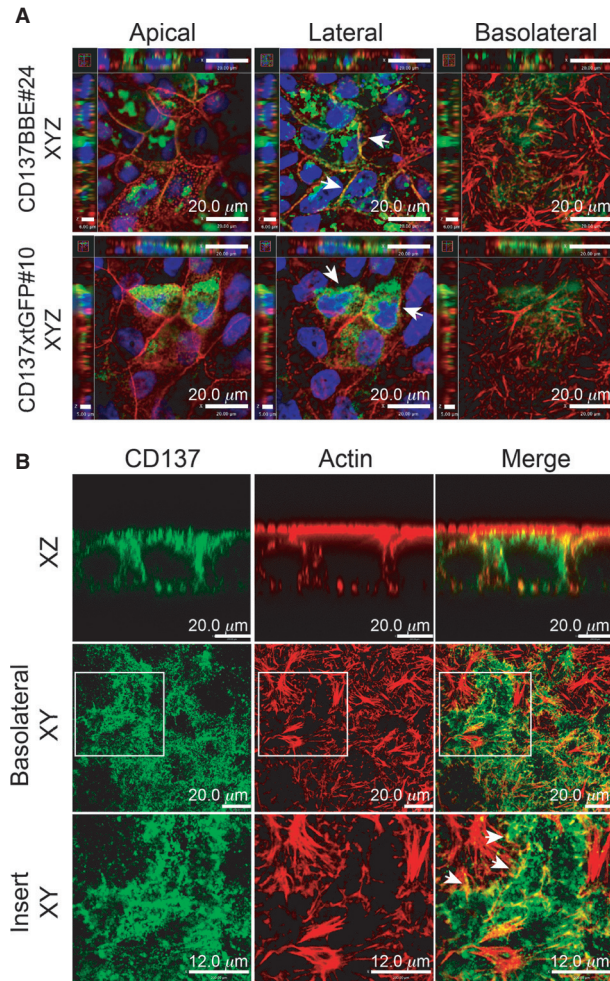 A
Apical Lateral Basolateral
CD137BBE#24
XYZ
20.0 µm 20.0 µm 20.0 µm
CD137xtGFP#10
XYZ
20.0 µm 20.0 µm 20.0 µm
B
CD137 Actin Merge
XZ
20.0 µm 20.0 µm 20.0 µm
Basolateral
XY
20.0 µm 20.0 µm 20.0 µm
Insert
XY
12.0 µm 12.0 µm 12.0 µm